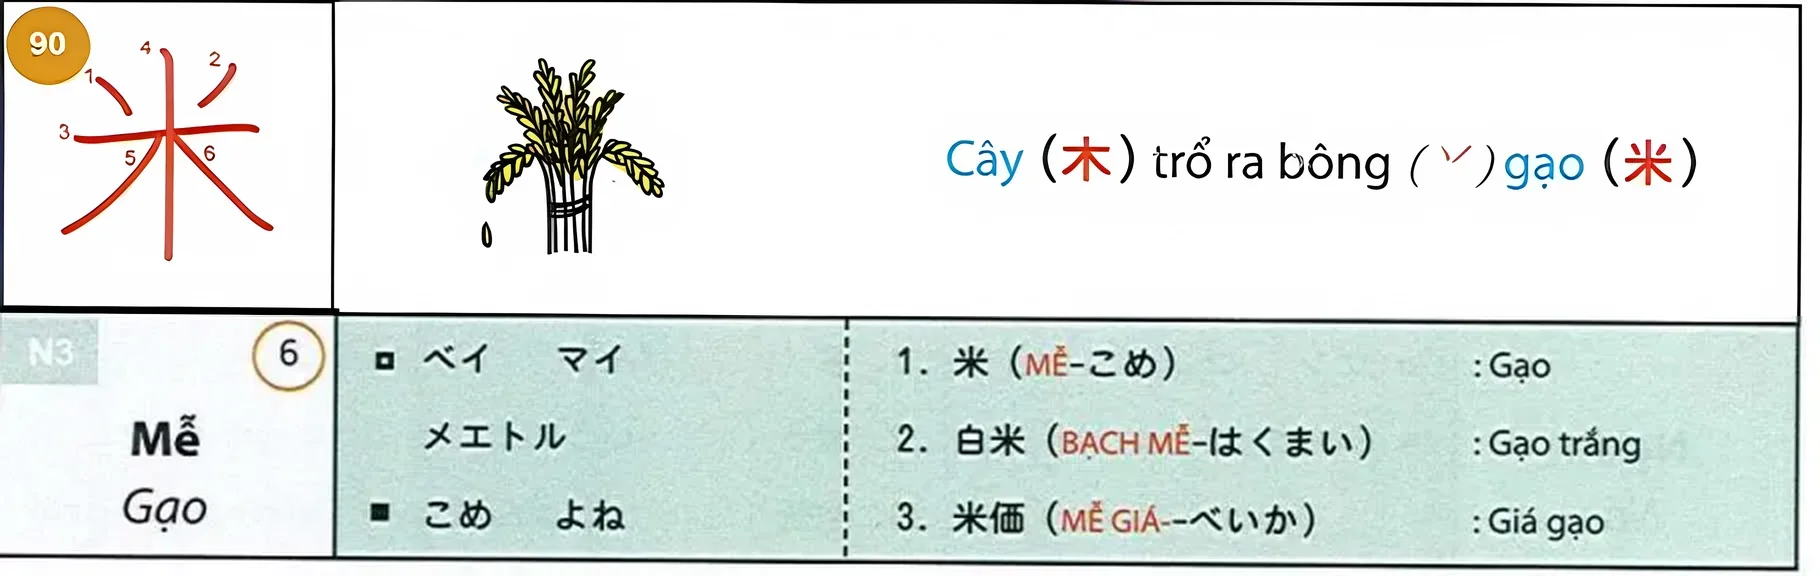 90
1 2 3 4 5 6
Cây (木) trổ ra bông (丷) gạo (米)
N3
6
Mễ
Gạo
ベイ マイ
メエトル
こめ よね
1. 米 (MỄ-こめ) : Gạo
2. 白米 (BẠCH MỄ-はくまい) : Gạo trắng
3. 米価 (MỄ GIÁ--べいか) : Giá gạo